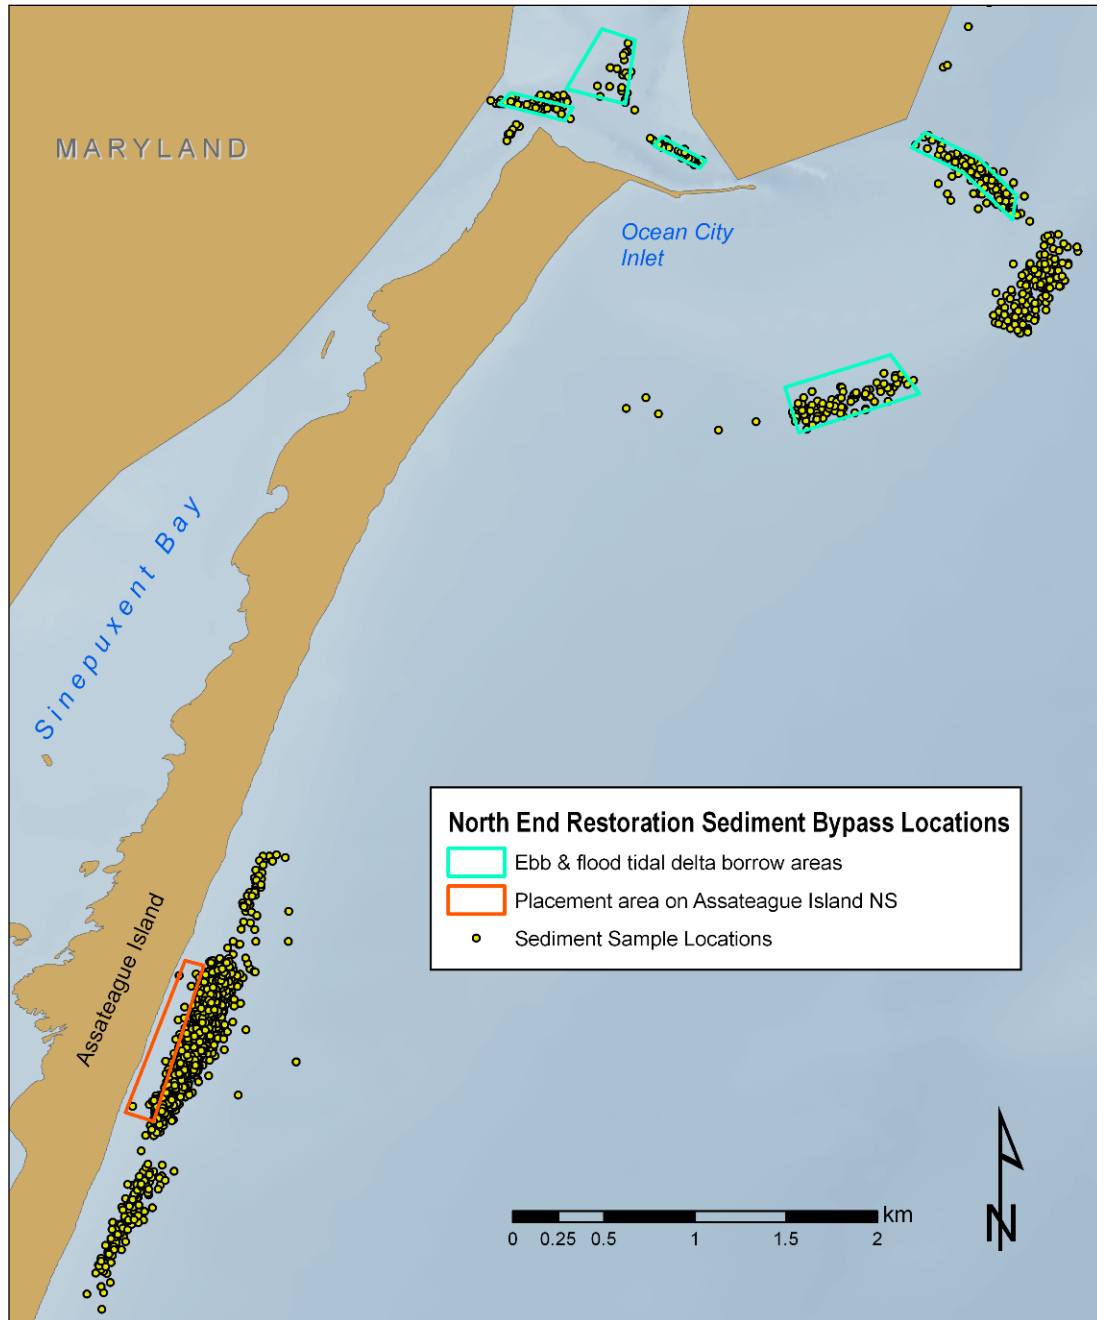 MARYLAND
Ocean City
Inlet
Sinepuxent Bay
North End Restoration Sediment Bypass Locations
Ebb & flood tidal delta borrow areas
Placement area on Assateague Island NS
Sediment Sample Locations
Assateague Island
km
0 0.25 0.5 1 1.5 2
N